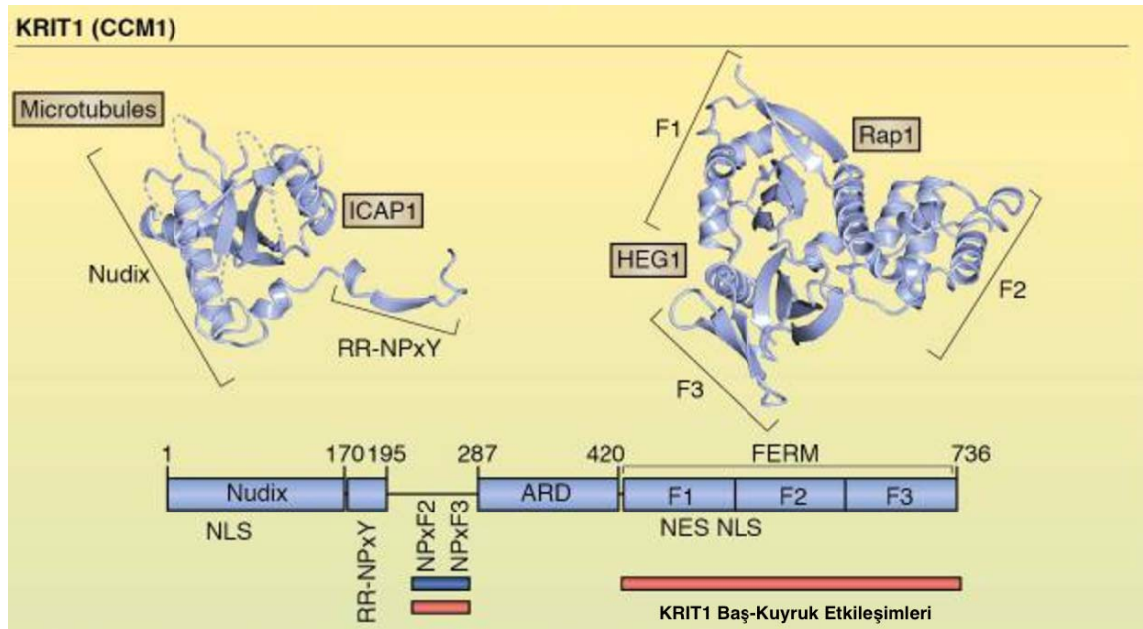 KRIT1 (CCM1)
Microtubules
ICAP1
Nudix
RR-NPxY
F1
Rap1
HEG1
F2
F3
1 170 195 287 420 FERM 736
Nudix ARD F1 F2 F3
NLS NES NLS
RR-NPxY
NPxF2
NPxF3
KRIT1 Baş-Kuyruk Etkileşimleri